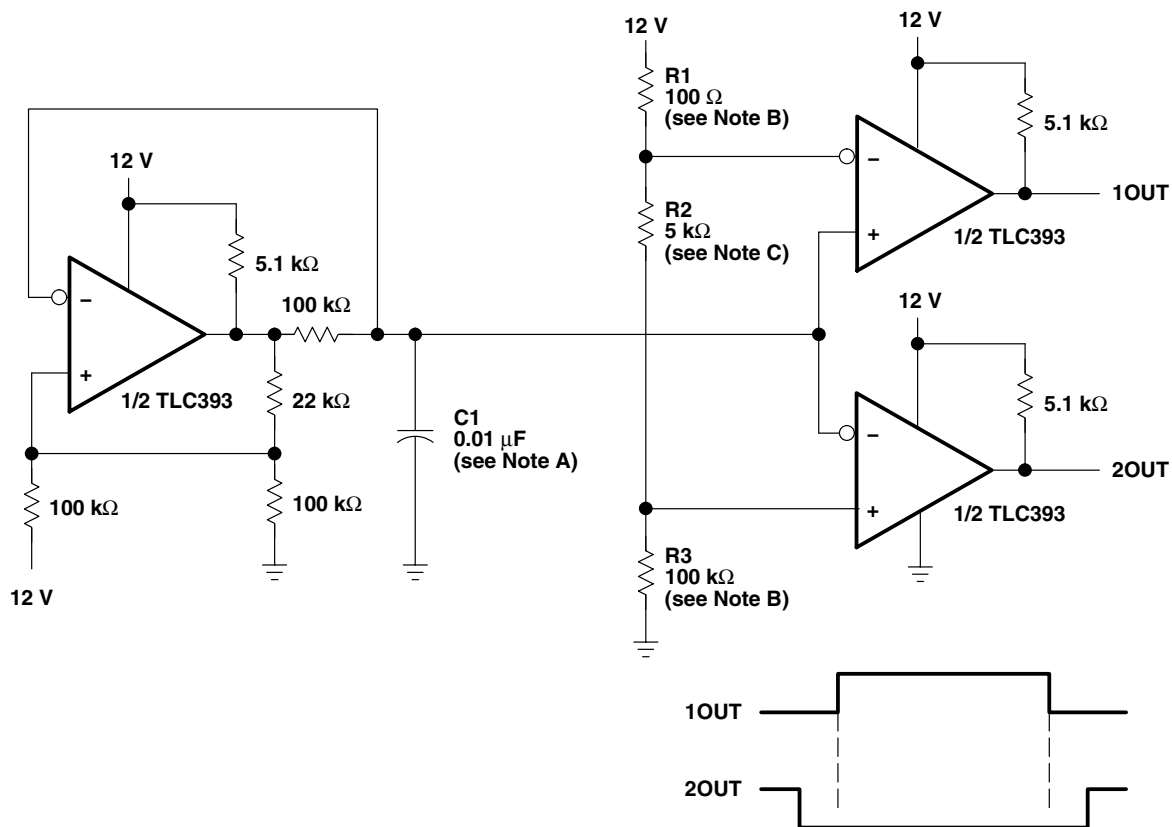 12 V
5.1 kΩ
100 kΩ
−
+
1/2 TLC393
22 kΩ
100 kΩ
100 kΩ
12 V
C1
0.01 µF
(see Note A)
12 V
R1
100 Ω
(see Note B)
R2
5 kΩ
(see Note C)
R3
100 kΩ
(see Note B)
12 V
5.1 kΩ
−
+
1OUT
1/2 TLC393
12 V
5.1 kΩ
−
+
2OUT
1/2 TLC393
1OUT
2OUT